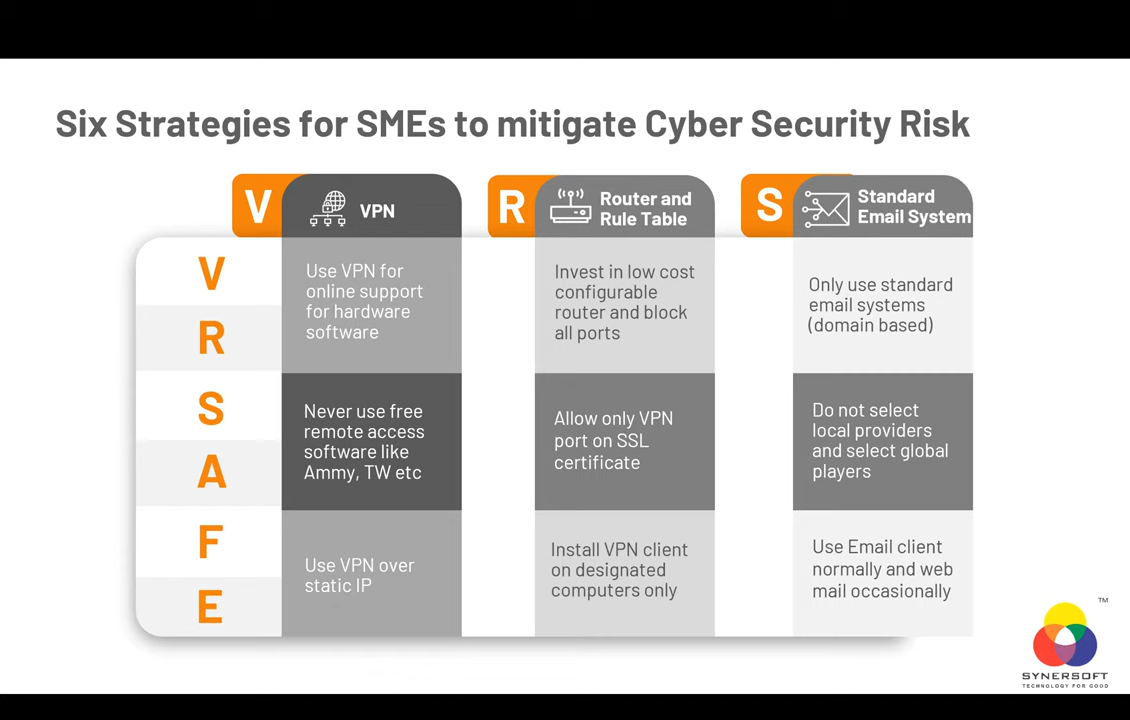 Six Strategies for SMEs to mitigate Cyber Security Risk
V
VPN
R
Router and
Rule Table
S
Standard
Email System
V
R
S
A
F
E
Use VPN for
online support
for hardware
software
Never use free
remote access
software like
Ammy, TW etc
Use VPN over
static IP
Invest in low cost
configurable
router and block
all ports
Allow only VPN
port on SSL
certificate
Install VPN client
on designated
computers only
Only use standard
email systems
(domain based)
Do not select
local providers
and select global
players
Use Email client
normally and web
mail occasionally
TM
SYNERSOFT
TECHNOLOGY FOR GOOD